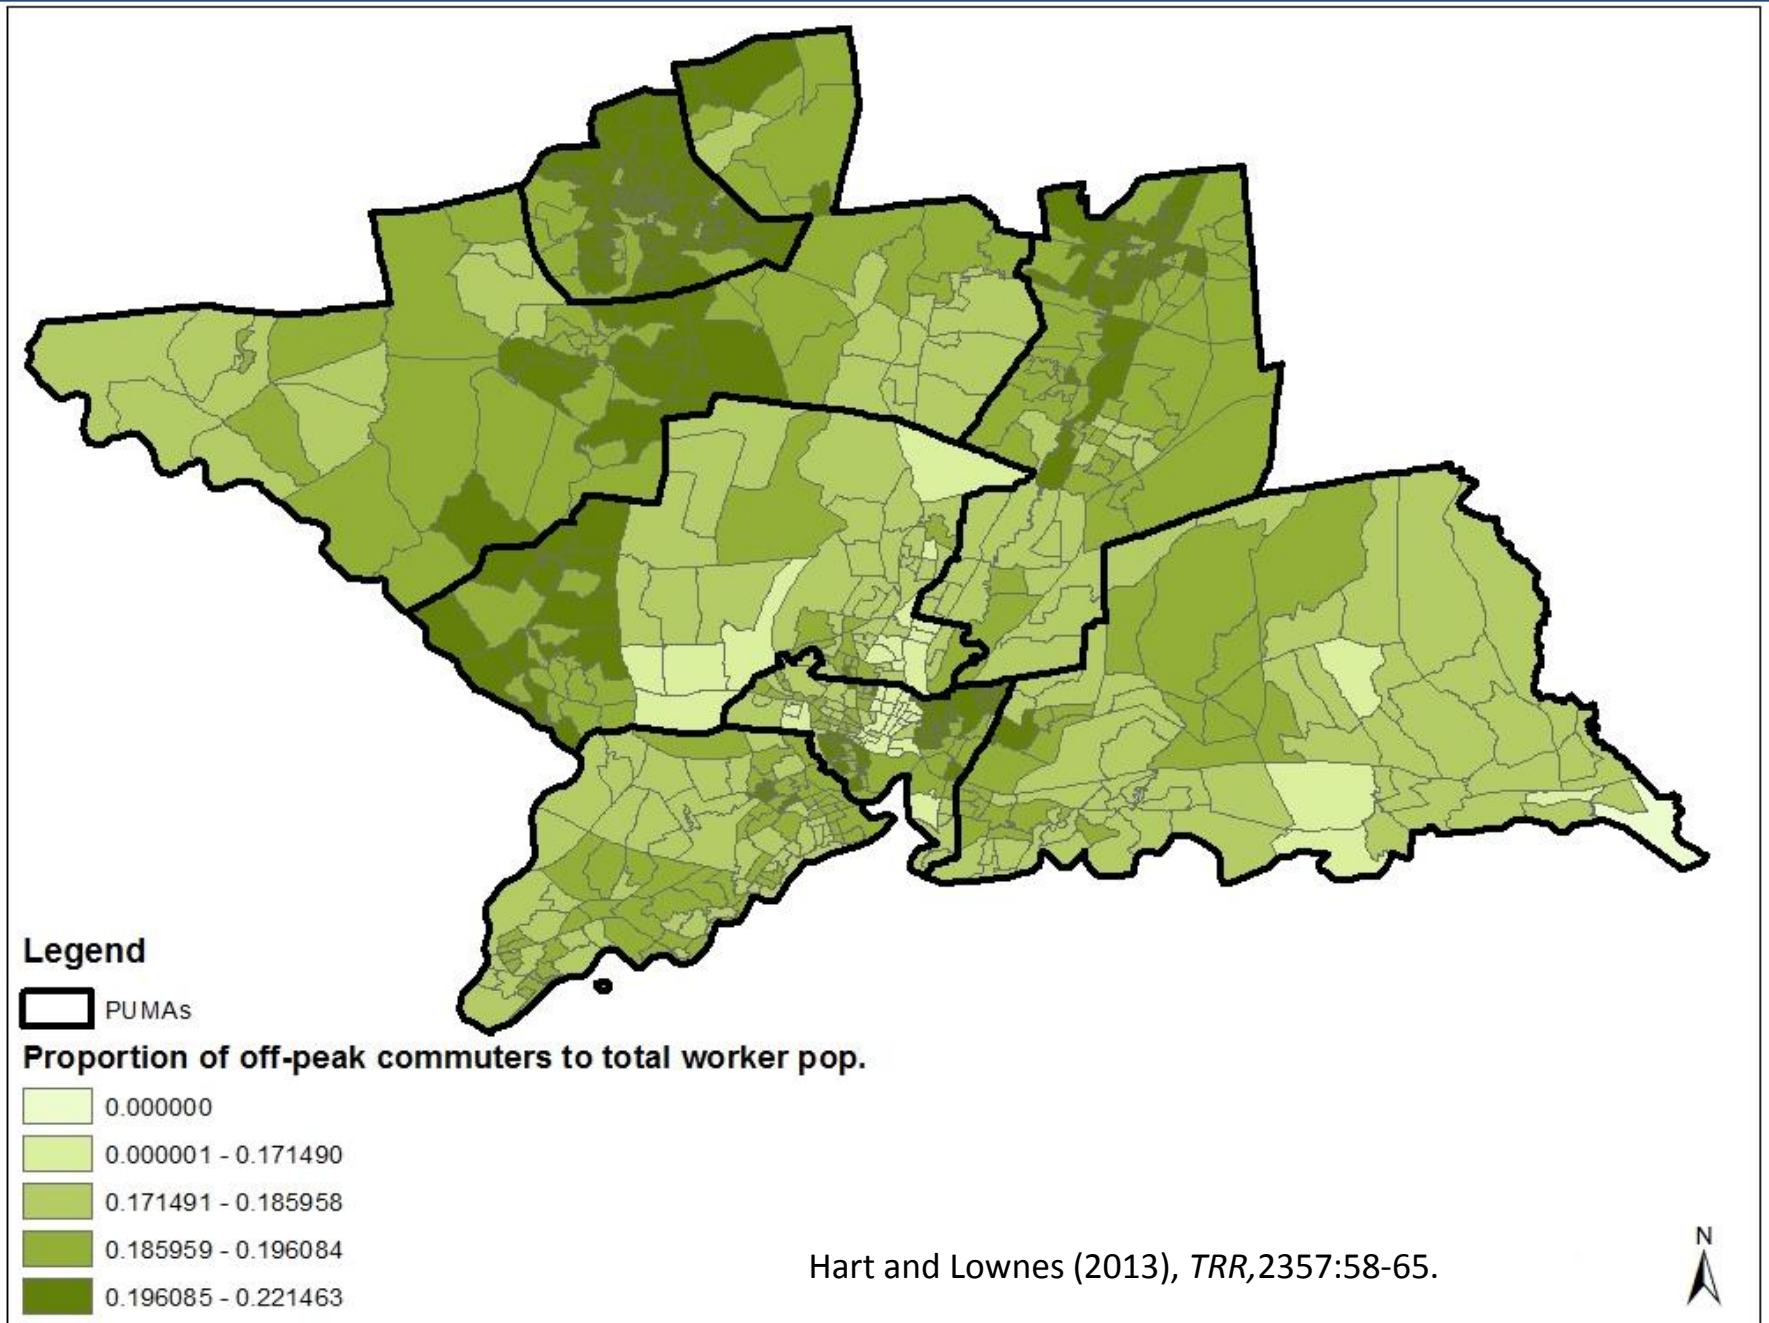 Legend
PUMAs
Proportion of off-peak commuters to total worker pop.
0.000000
0.000001 - 0.171490
0.171491 - 0.185958
0.185959 - 0.196084
0.196085 - 0.221463
Hart and Lownes (2013), TRR,2357:58-65.
N